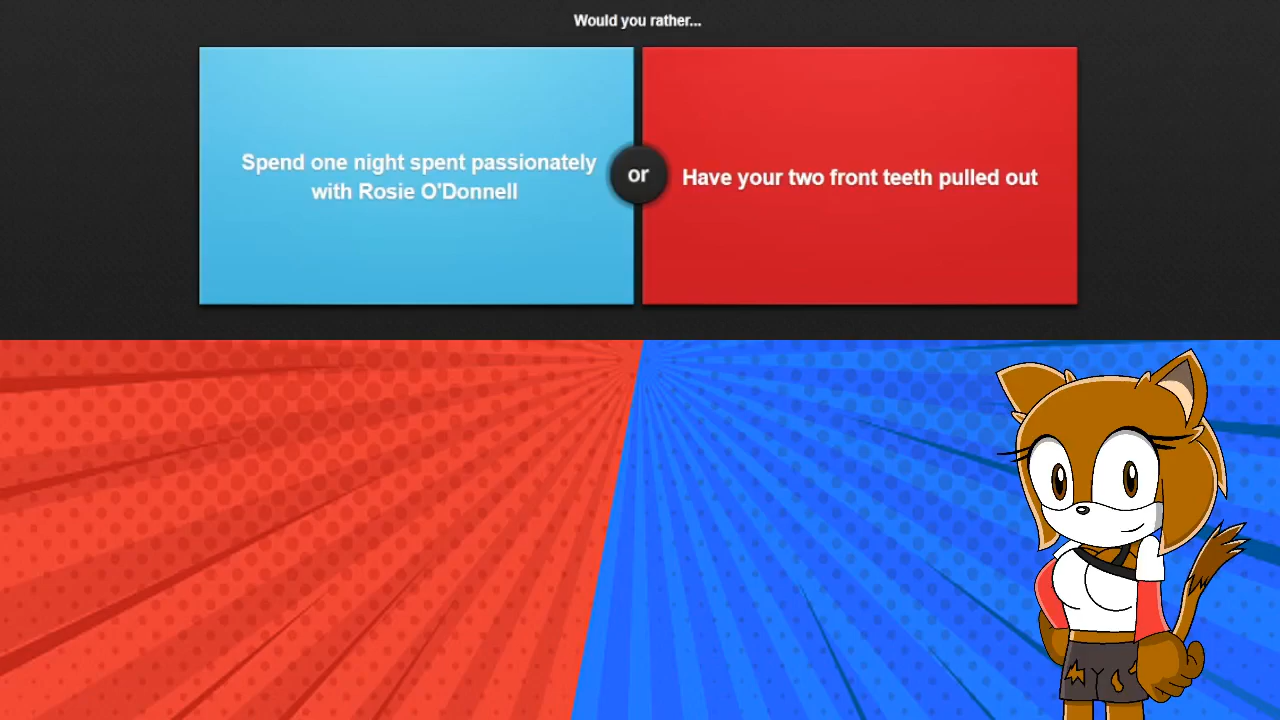 Would you rather...
Spend one night spent passionately
with Rosie O'Donnell
or
Have your two front teeth pulled out